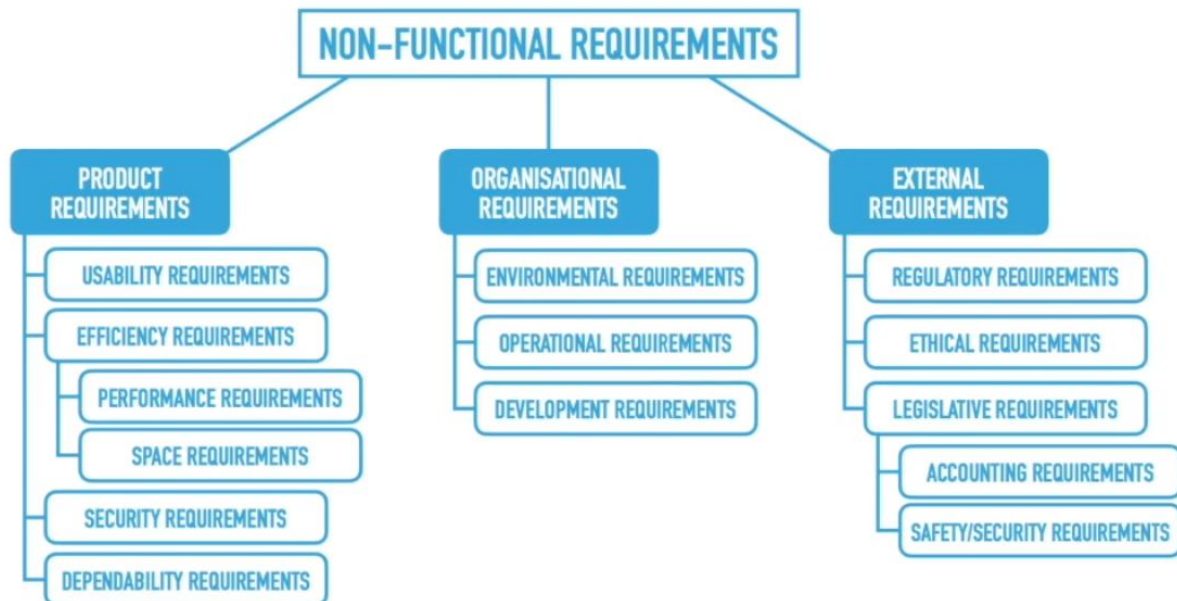 NON-FUNCTIONAL REQUIREMENTS
PRODUCT
REQUIREMENTS
USABILITY REQUIREMENTS
EFFICIENCY REQUIREMENTS
PERFORMANCE REQUIREMENTS
SPACE REQUIREMENTS
SECURITY REQUIREMENTS
DEPENDABILITY REQUIREMENTS
ORGANISATIONAL
REQUIREMENTS
ENVIRONMENTAL REQUIREMENTS
OPERATIONAL REQUIREMENTS
DEVELOPMENT REQUIREMENTS
EXTERNAL
REQUIREMENTS
REGULATORY REQUIREMENTS
ETHICAL REQUIREMENTS
LEGISLATIVE REQUIREMENTS
ACCOUNTING REQUIREMENTS
SAFETY/SECURITY REQUIREMENTS